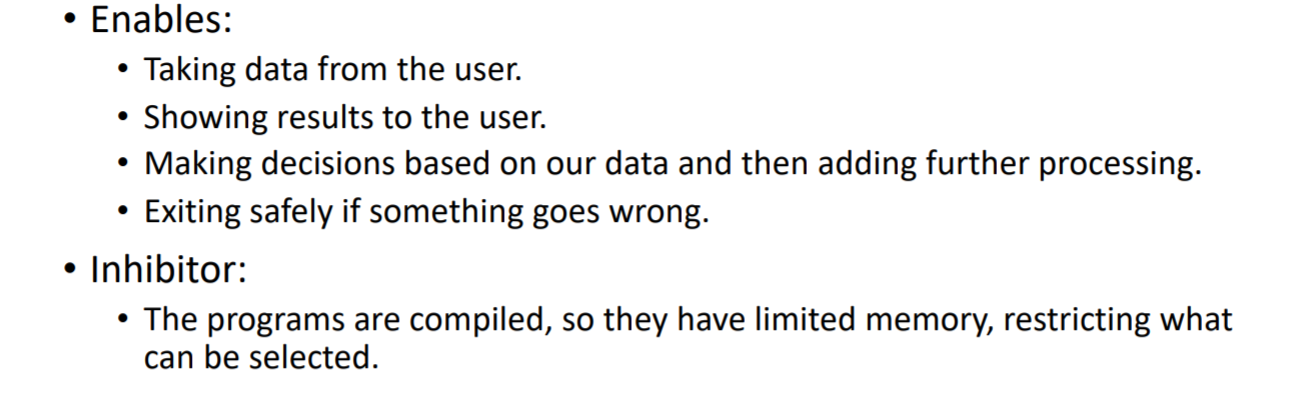 • Enables:
• Taking data from the user.
• Showing results to the user.
• Making decisions based on our data and then adding further processing.
• Exiting safely if something goes wrong.
• Inhibitor:
• The programs are compiled, so they have limited memory, restricting what
can be selected.